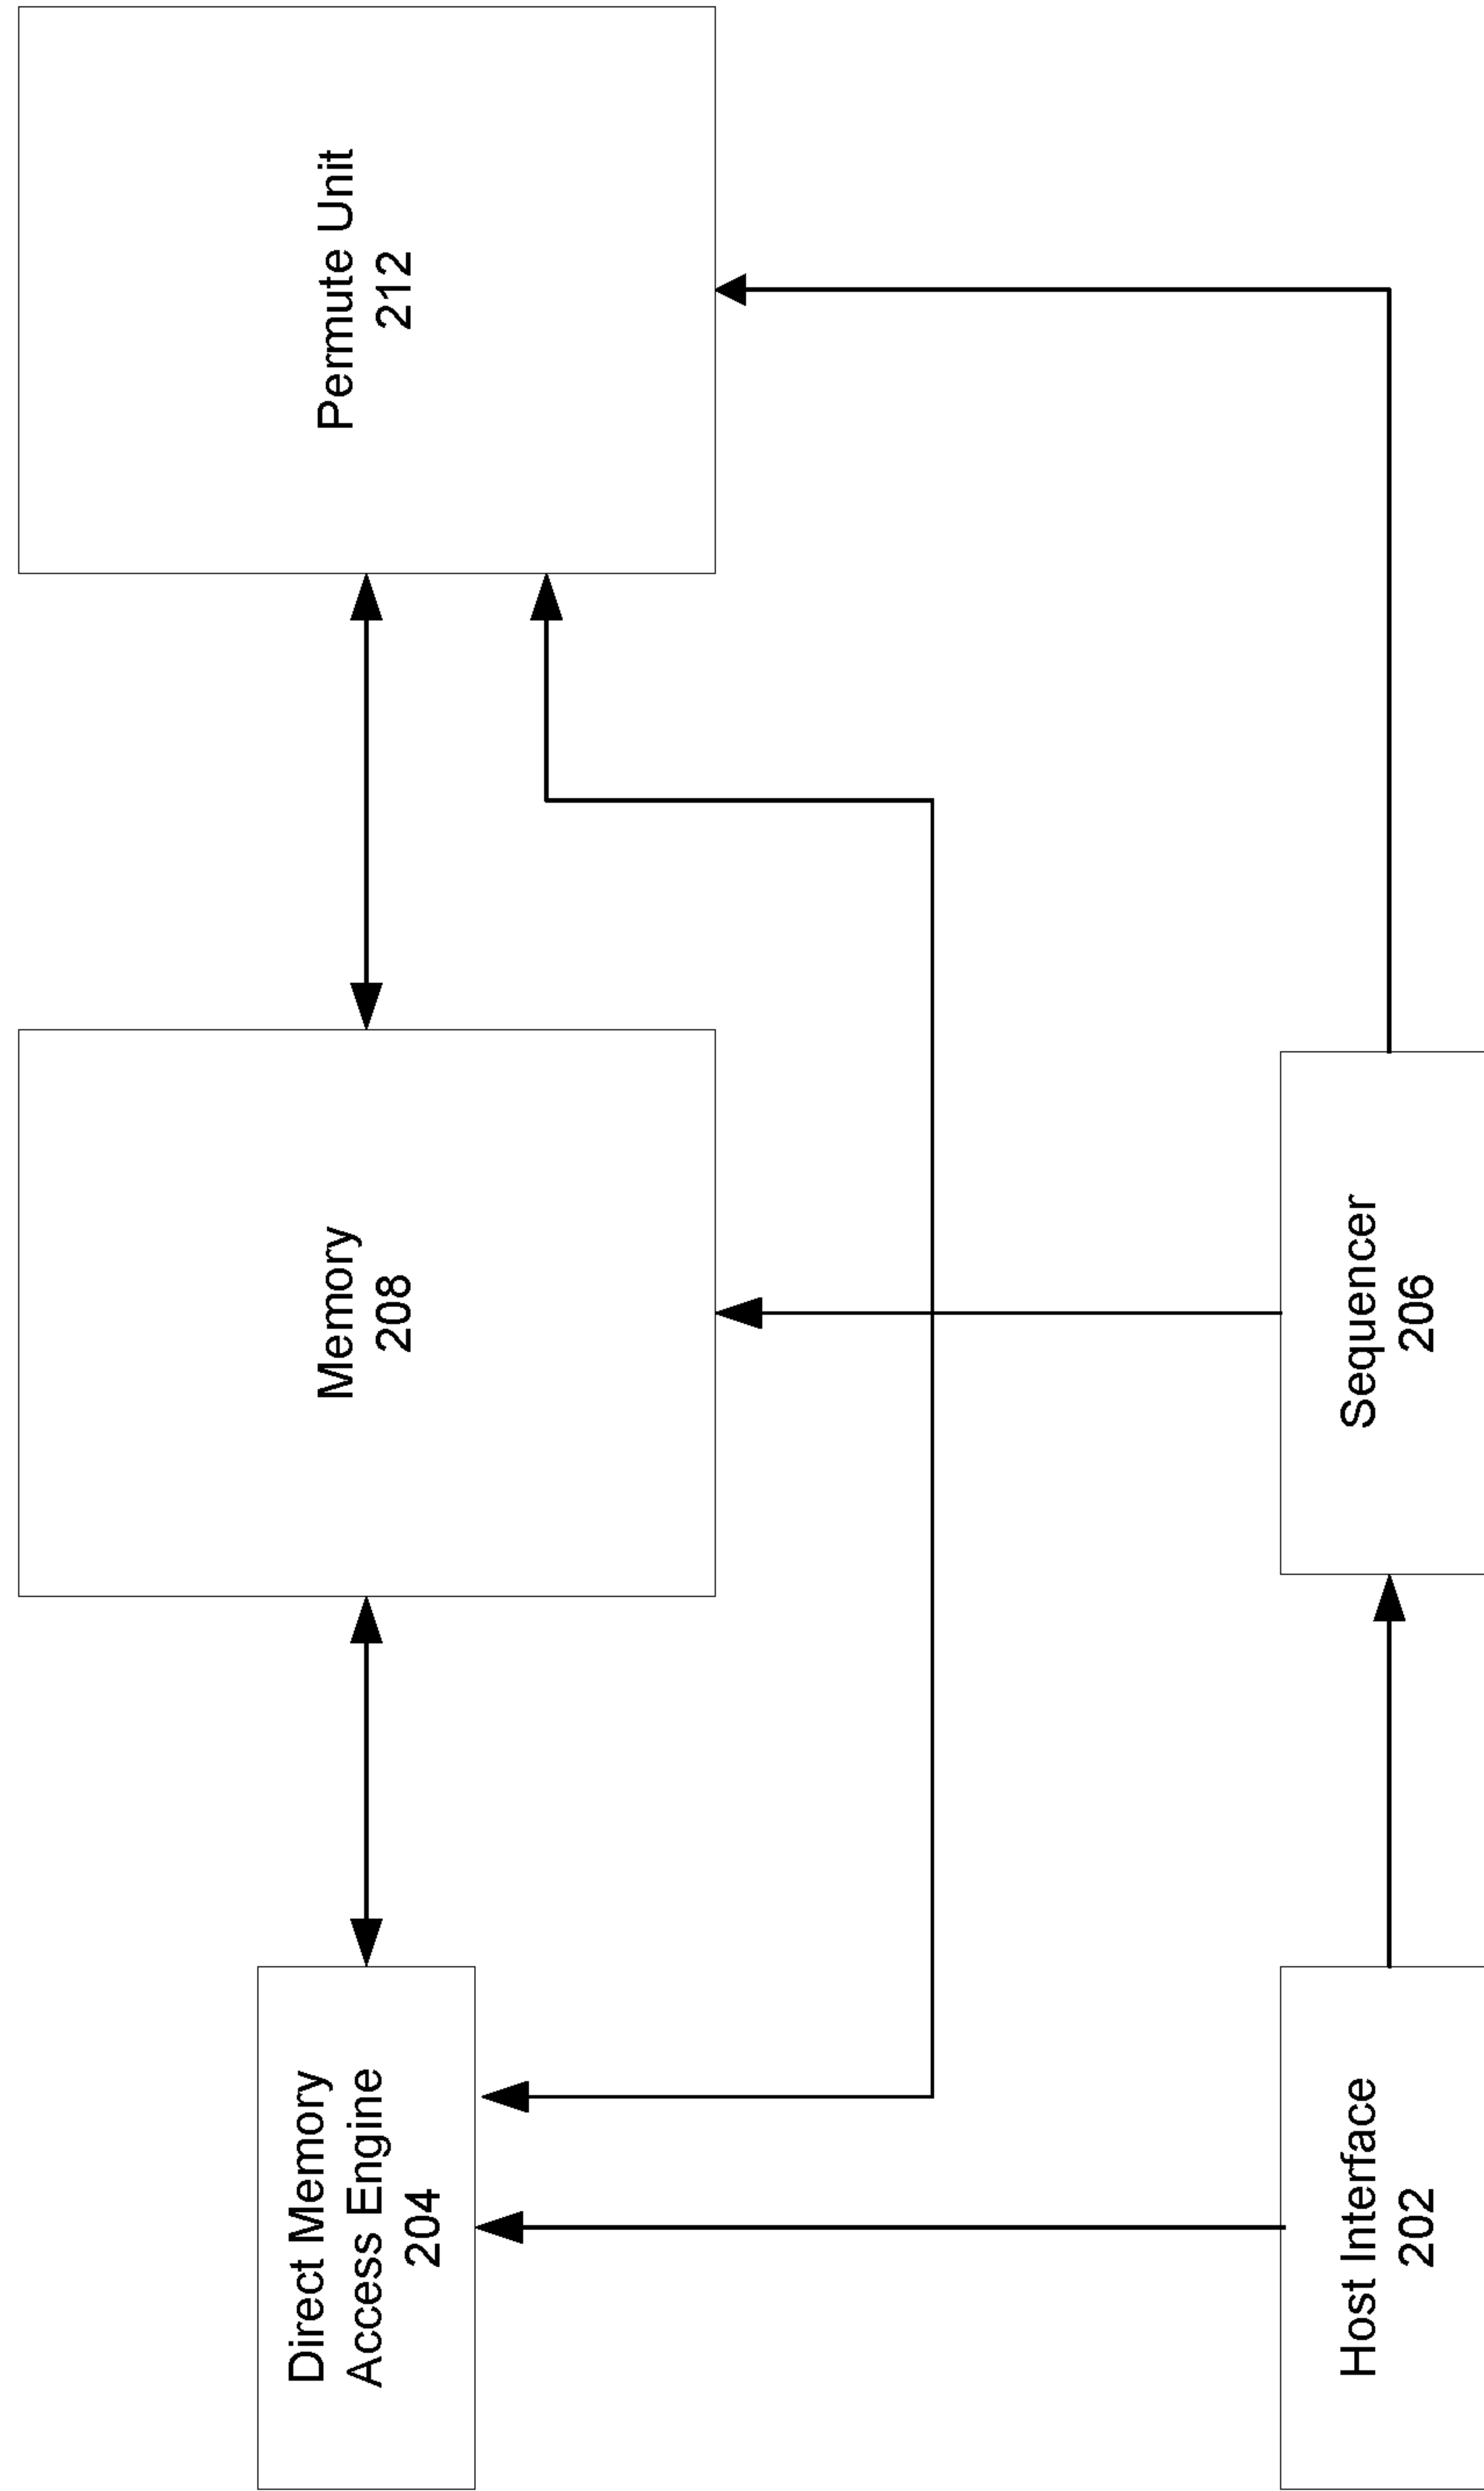 Direct Memory
Access Engine
204
Memory
208
Permute Unit
212
Host Interface
202
Sequencer
206